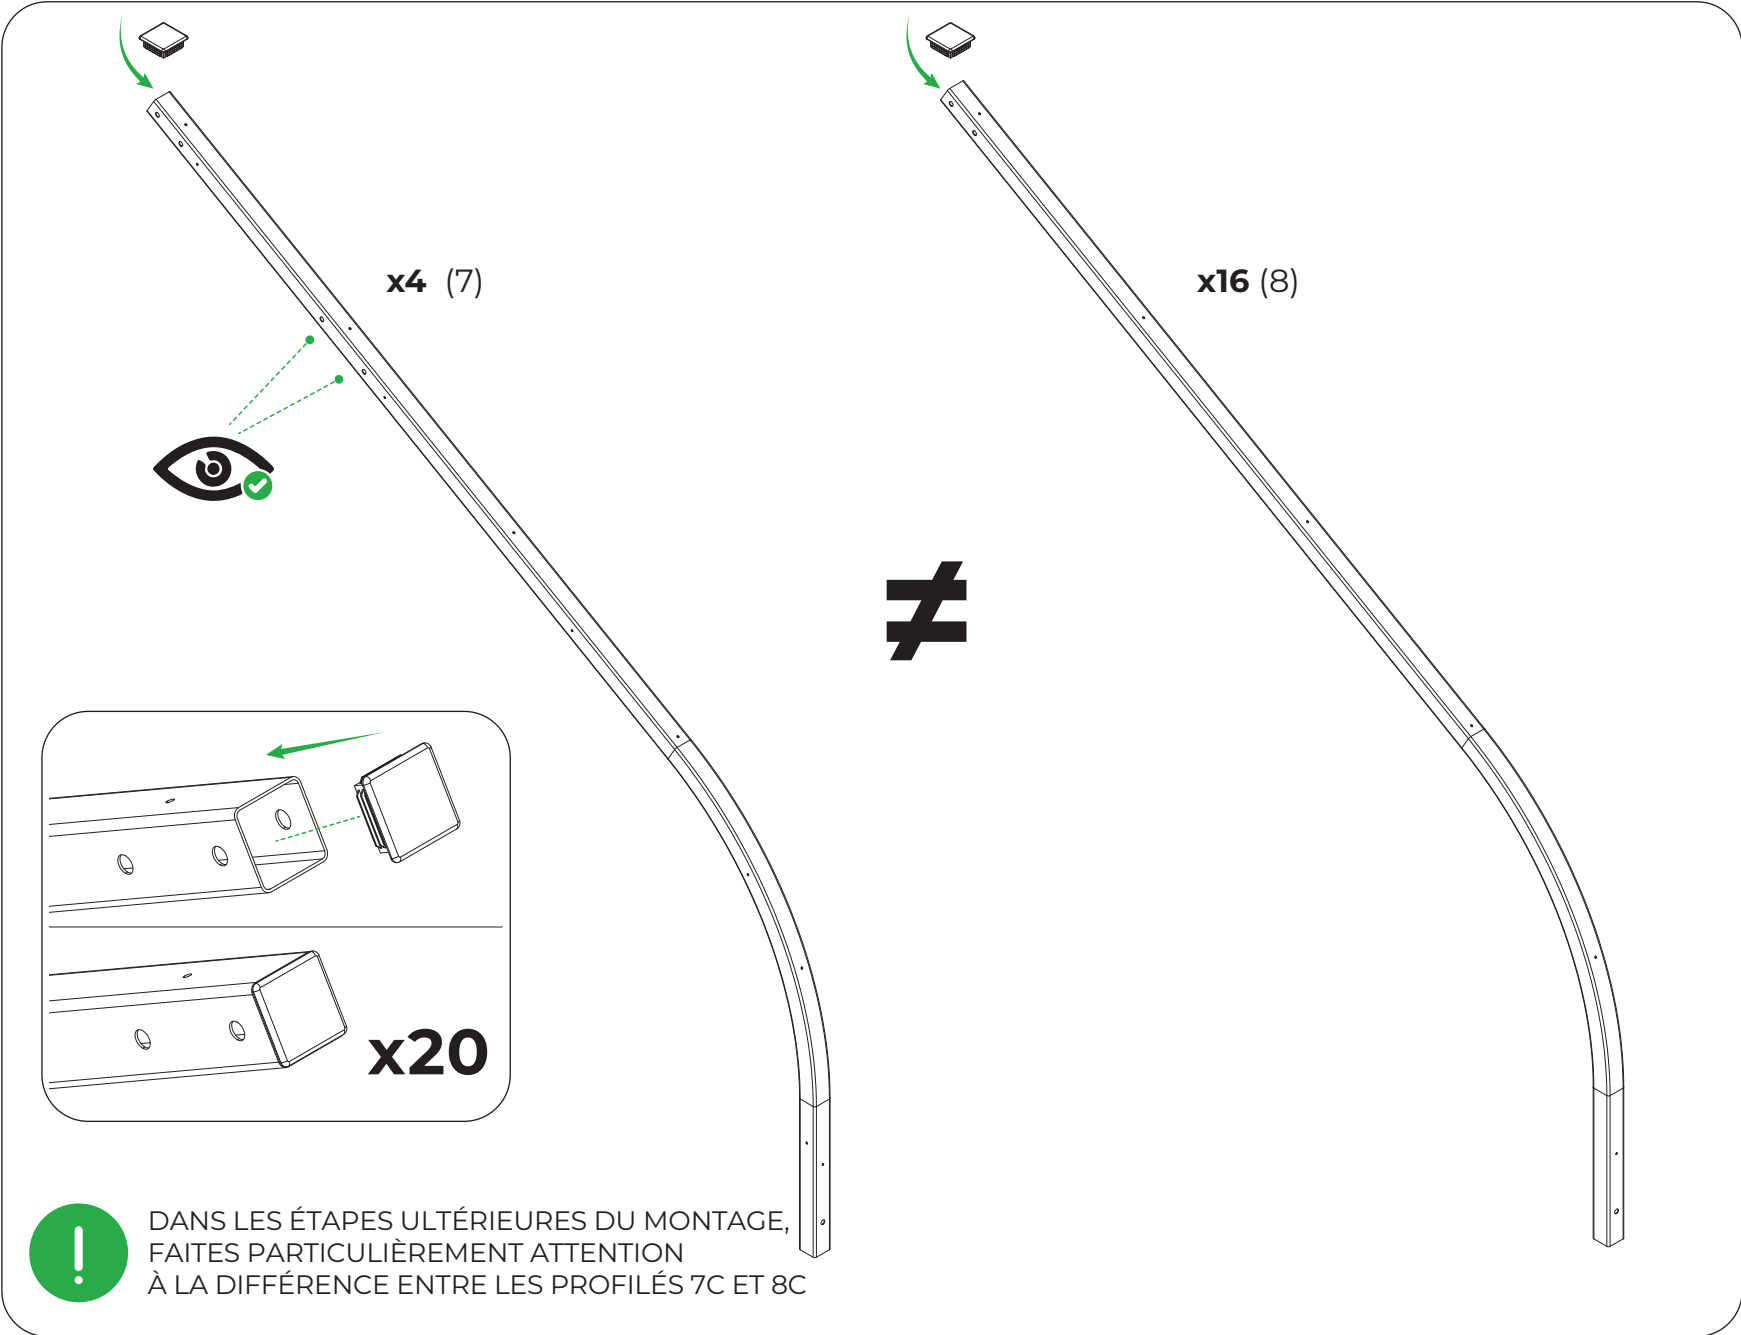 x4 (7)
x16 (8)
≠
x20
!
DANS LES ÉTAPES ULTÉRIEURES DU MONTAGE,
FAITES PARTICULIÈREMENT ATTENTION
À LA DIFFÉRENCE ENTRE LES PROFILÉS 7C ET 8C